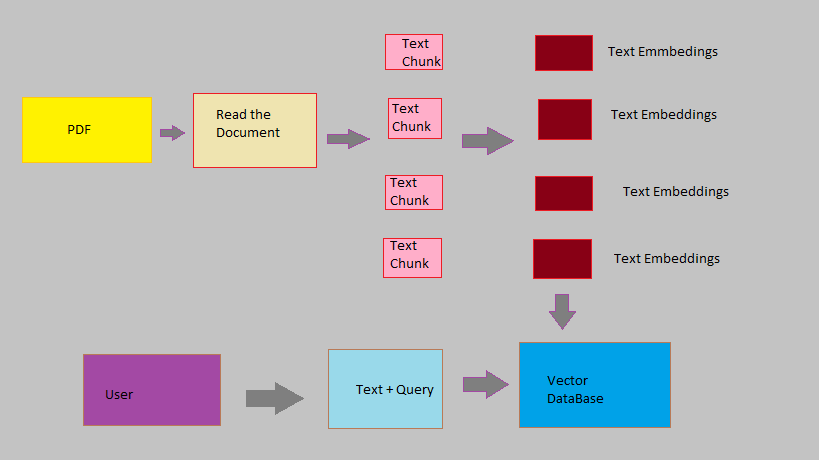 PDF
Read the
Document
Text
Chunk
Text
Chunk
Text
Chunk
Text
Chunk
Text Emmbedings
Text Embeddings
Text Embeddings
Text Embeddings
User
Text + Query
Vector
DataBase